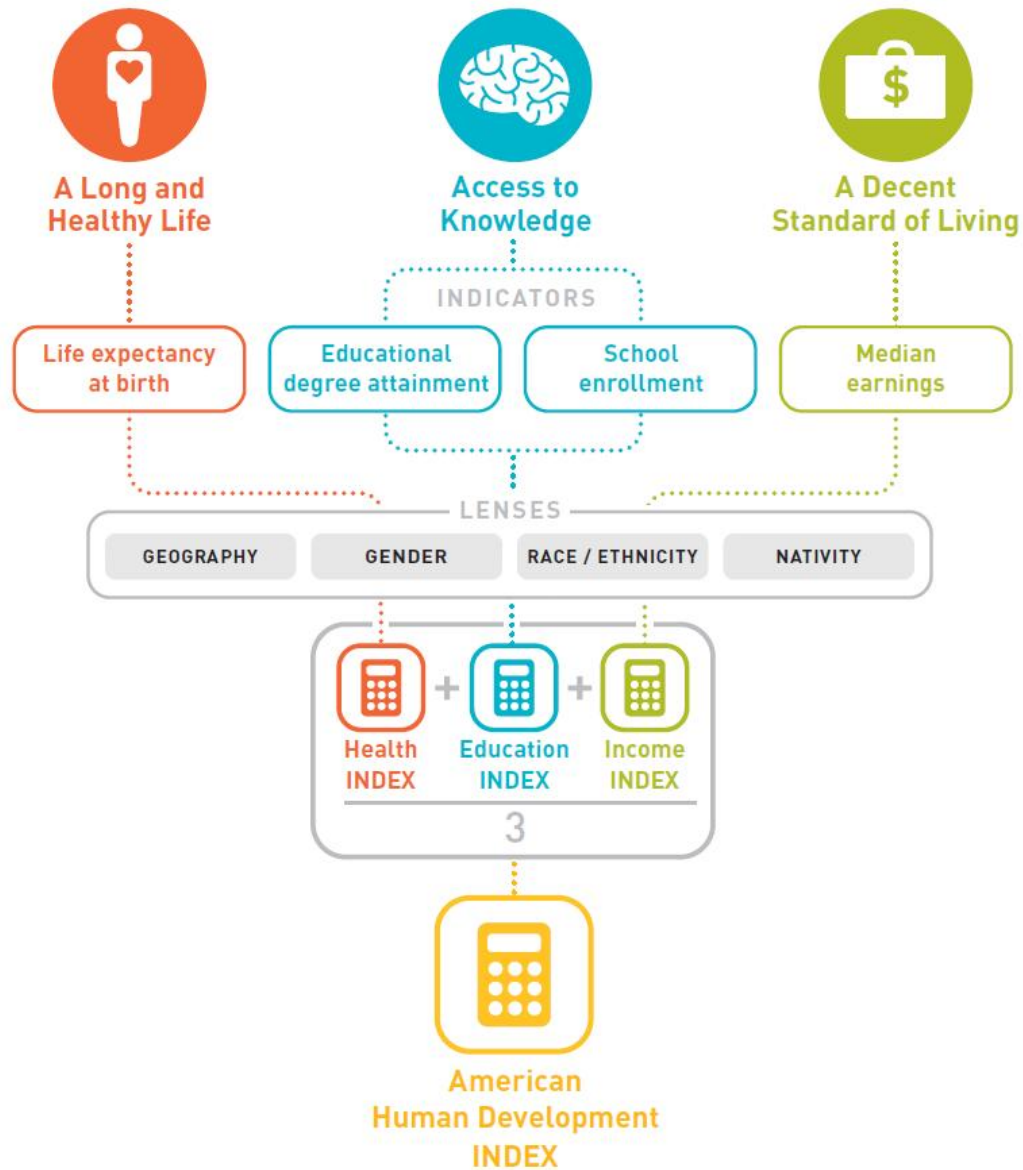 $
A Long and
Healthy Life
Access to
Knowledge
A Decent
Standard of Living
INDICATORS
Life expectancy
at birth
Educational
degree attainment
School
enrollment
Median
earnings
LENSES
GEOGRAPHY
GENDER
RACE / ETHNICITY
NATIVITY
+ +
Health
INDEX
Education
INDEX
Income
INDEX
3
American
Human Development
INDEX